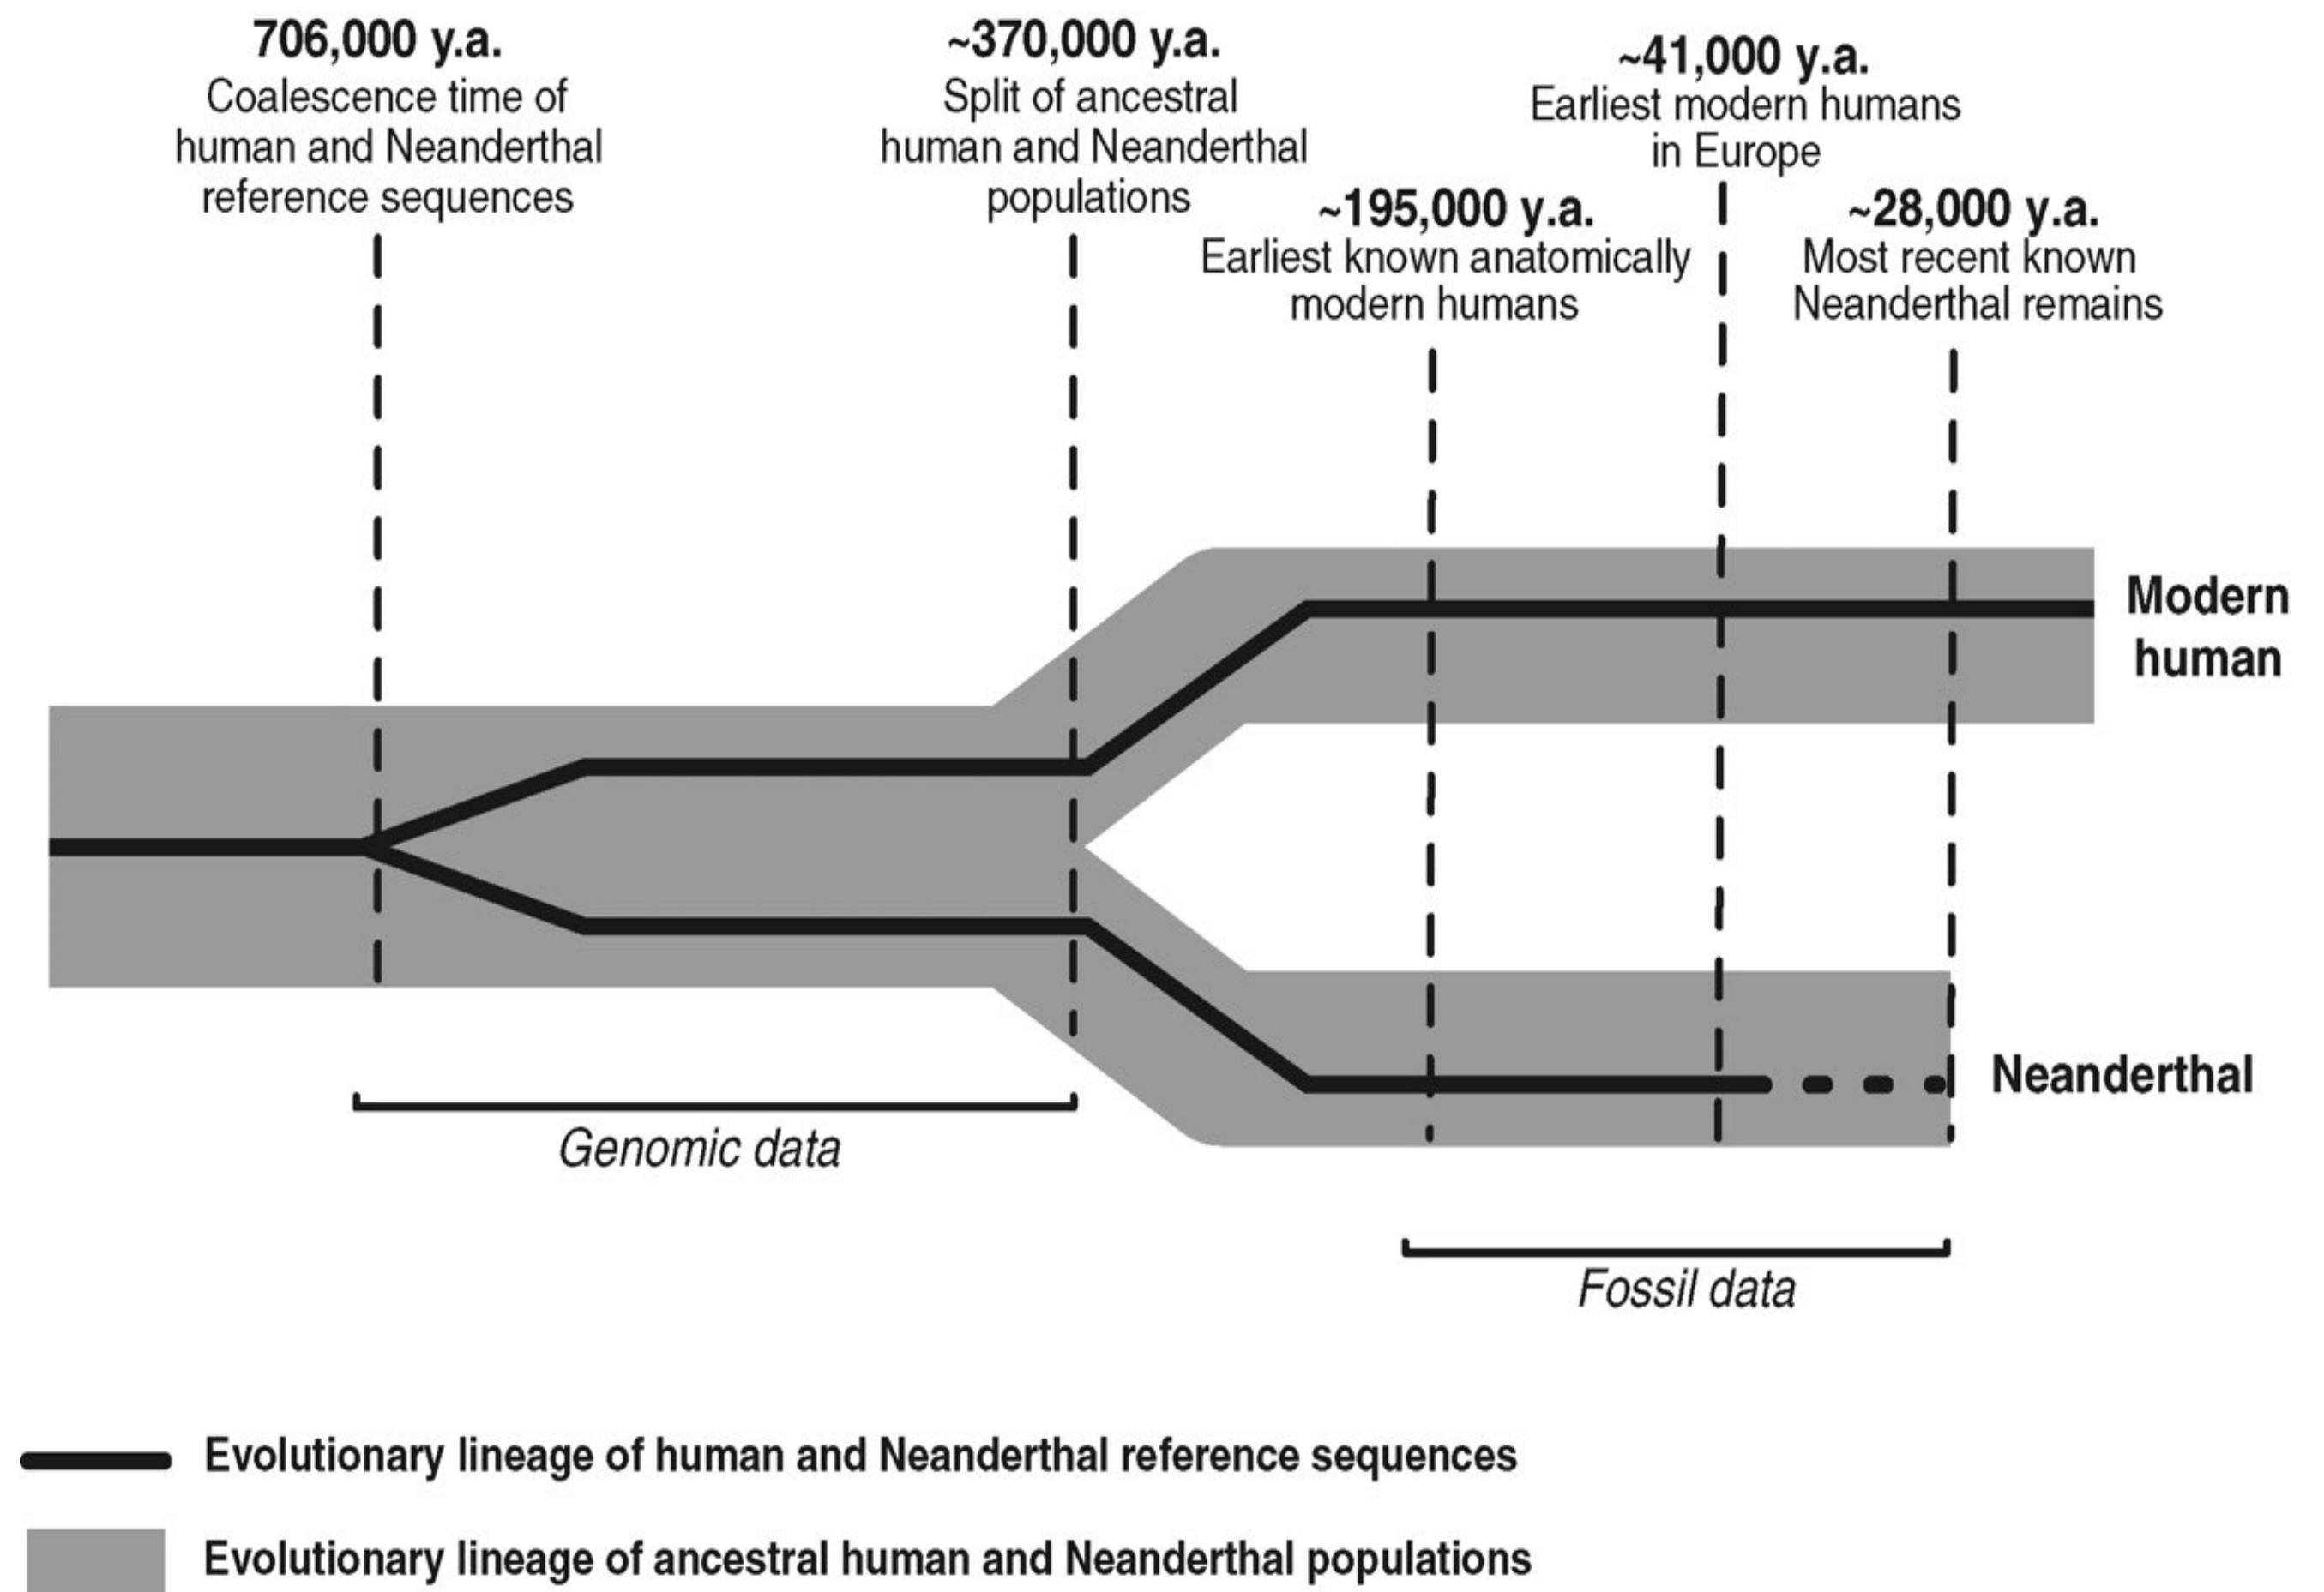 706,000 y.a.
Coalescence time of
human and Neanderthal
reference sequences
~370,000 y.a.
Split of ancestral
human and Neanderthal
populations
~195,000 y.a.
Earliest known anatomically
modern humans
~41,000 y.a.
Earliest modern humans
in Europe
~28,000 y.a.
Most recent known
Neanderthal remains
Modern
human
Neanderthal
Genomic data
Fossil data
Evolutionary lineage of human and Neanderthal reference sequences
Evolutionary lineage of ancestral human and Neanderthal populations